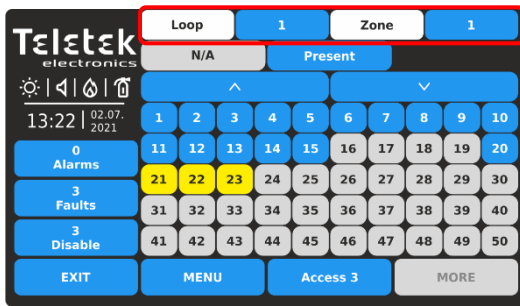 Loop 1 Zone 1
Tεletεk
electronics
N/A Present
13:22 02.07.
2021
1 2 3 4 5 6 7 8 9 10
0
Alarms
11 12 13 14 15 16 17 18 19 20
21 22 23 24 25 26 27 28 29 30
3
Faults
31 32 33 34 35 36 37 38 39 40
3
Disable
41 42 43 44 45 46 47 48 49 50
EXIT MENU Access 3 MORE